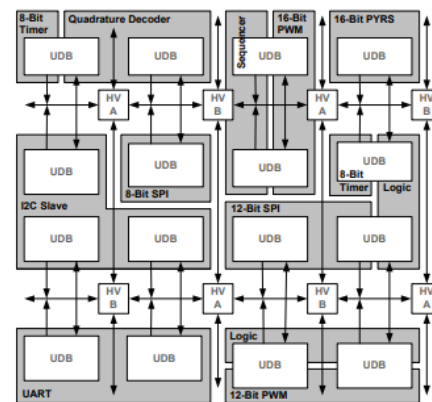 8-Bit
Timer
Quadrature Decoder
Sequencer
16-Bit
PWM
16-Bit PYRS
UDB
UDB
UDB
UDB
HV
A
HV
B
HV
A
HV
B
UDB
UDB
UDB
UDB
8-Bit SPI
8-Bit
Timer
Logic
I2C Slave
12-Bit SPI
UDB
UDB
UDB
UDB
HV
B
HV
A
HV
B
HV
A
Logic
UDB
UDB
UDB
UDB
UART
12-Bit PWM